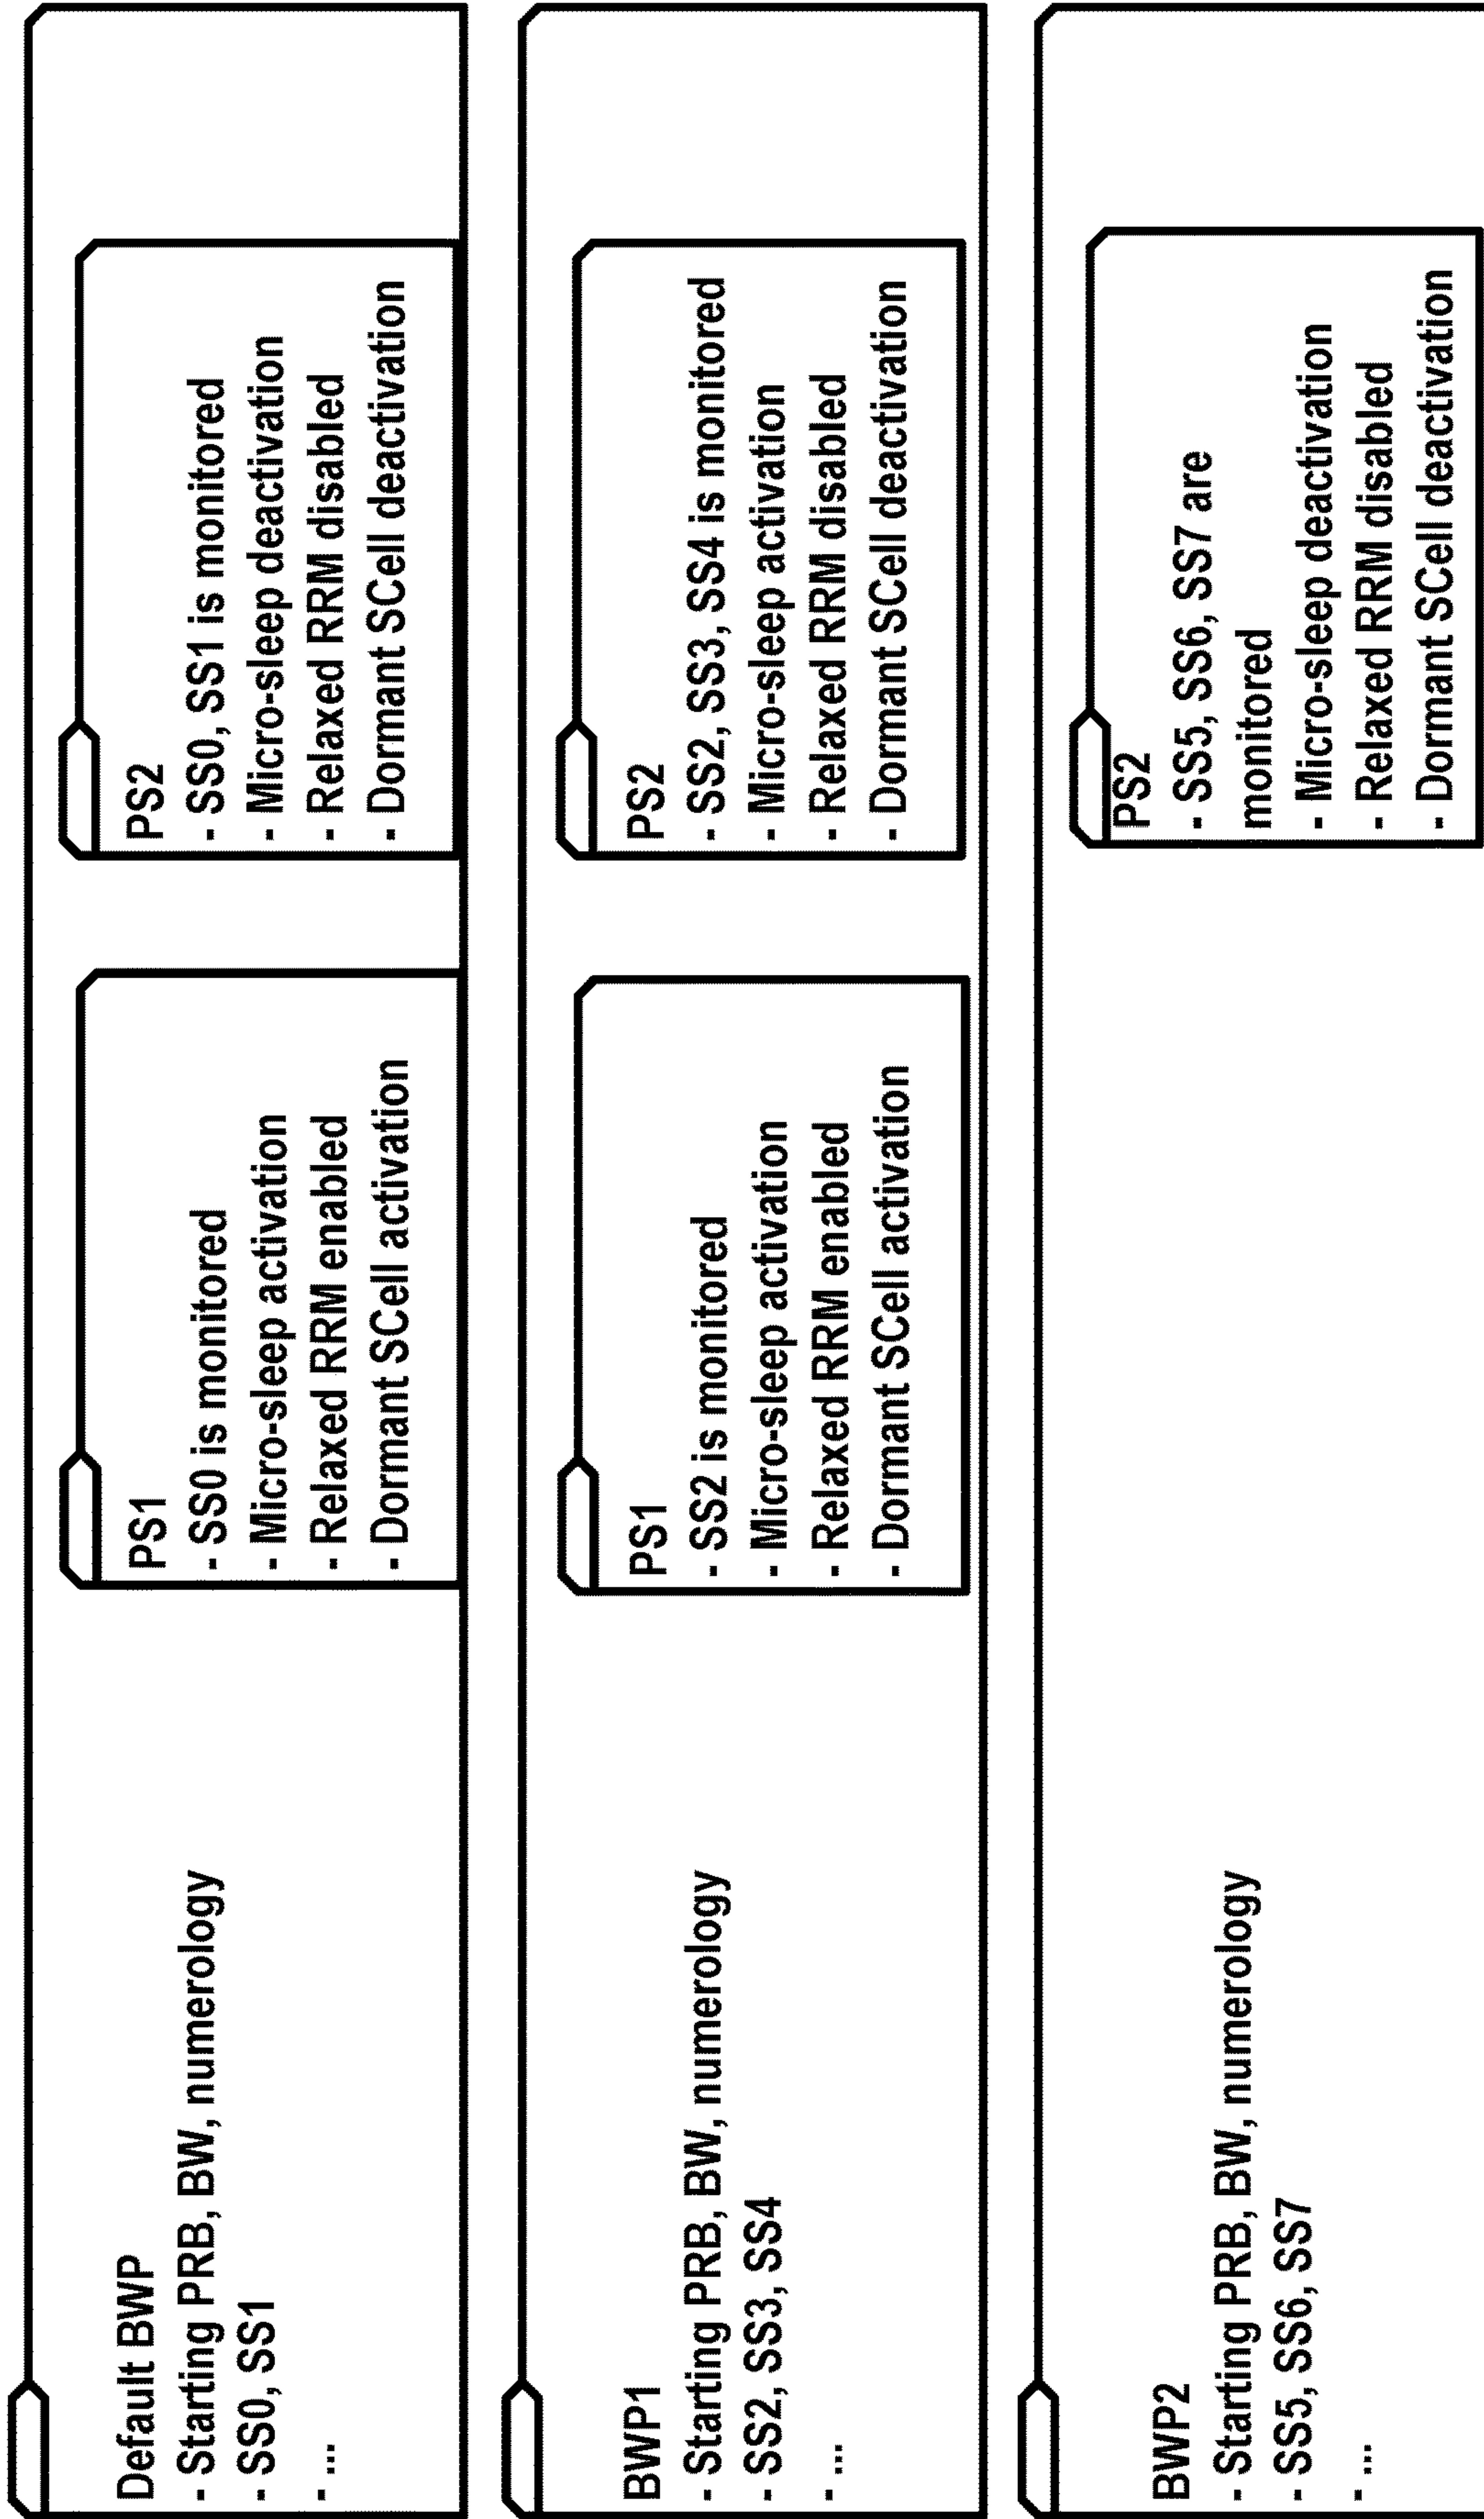 Default BWP
- Starting PRB, BW, numerology
- SS0, SS1
- ...
PS1
- SS0 is monitored
- Micro-sleep activation
- Relaxed RRM enabled
- Dormant SCell activation
PS2
- SS0, SS1 is monitored
- Micro-sleep deactivation
- Relaxed RRM disabled
- Dormant SCell deactivation
BWP1
- Starting PRB, BW, numerology
- SS2, SS3, SS4
- ...
PS1
- SS2 is monitored
- Micro-sleep activation
- Relaxed RRM enabled
- Dormant SCell activation
PS2
- SS2, SS3, SS4 is monitored
- Micro-sleep activation
- Relaxed RRM disabled
- Dormant SCell deactivation
BWP2
- Starting PRB, BW, numerology
- SS5, SS6, SS7
- ...
PS2
- SS5, SS6, SS7 are
monitored
- Micro-sleep deactivation
- Relaxed RRM disabled
- Dormant SCell deactivation